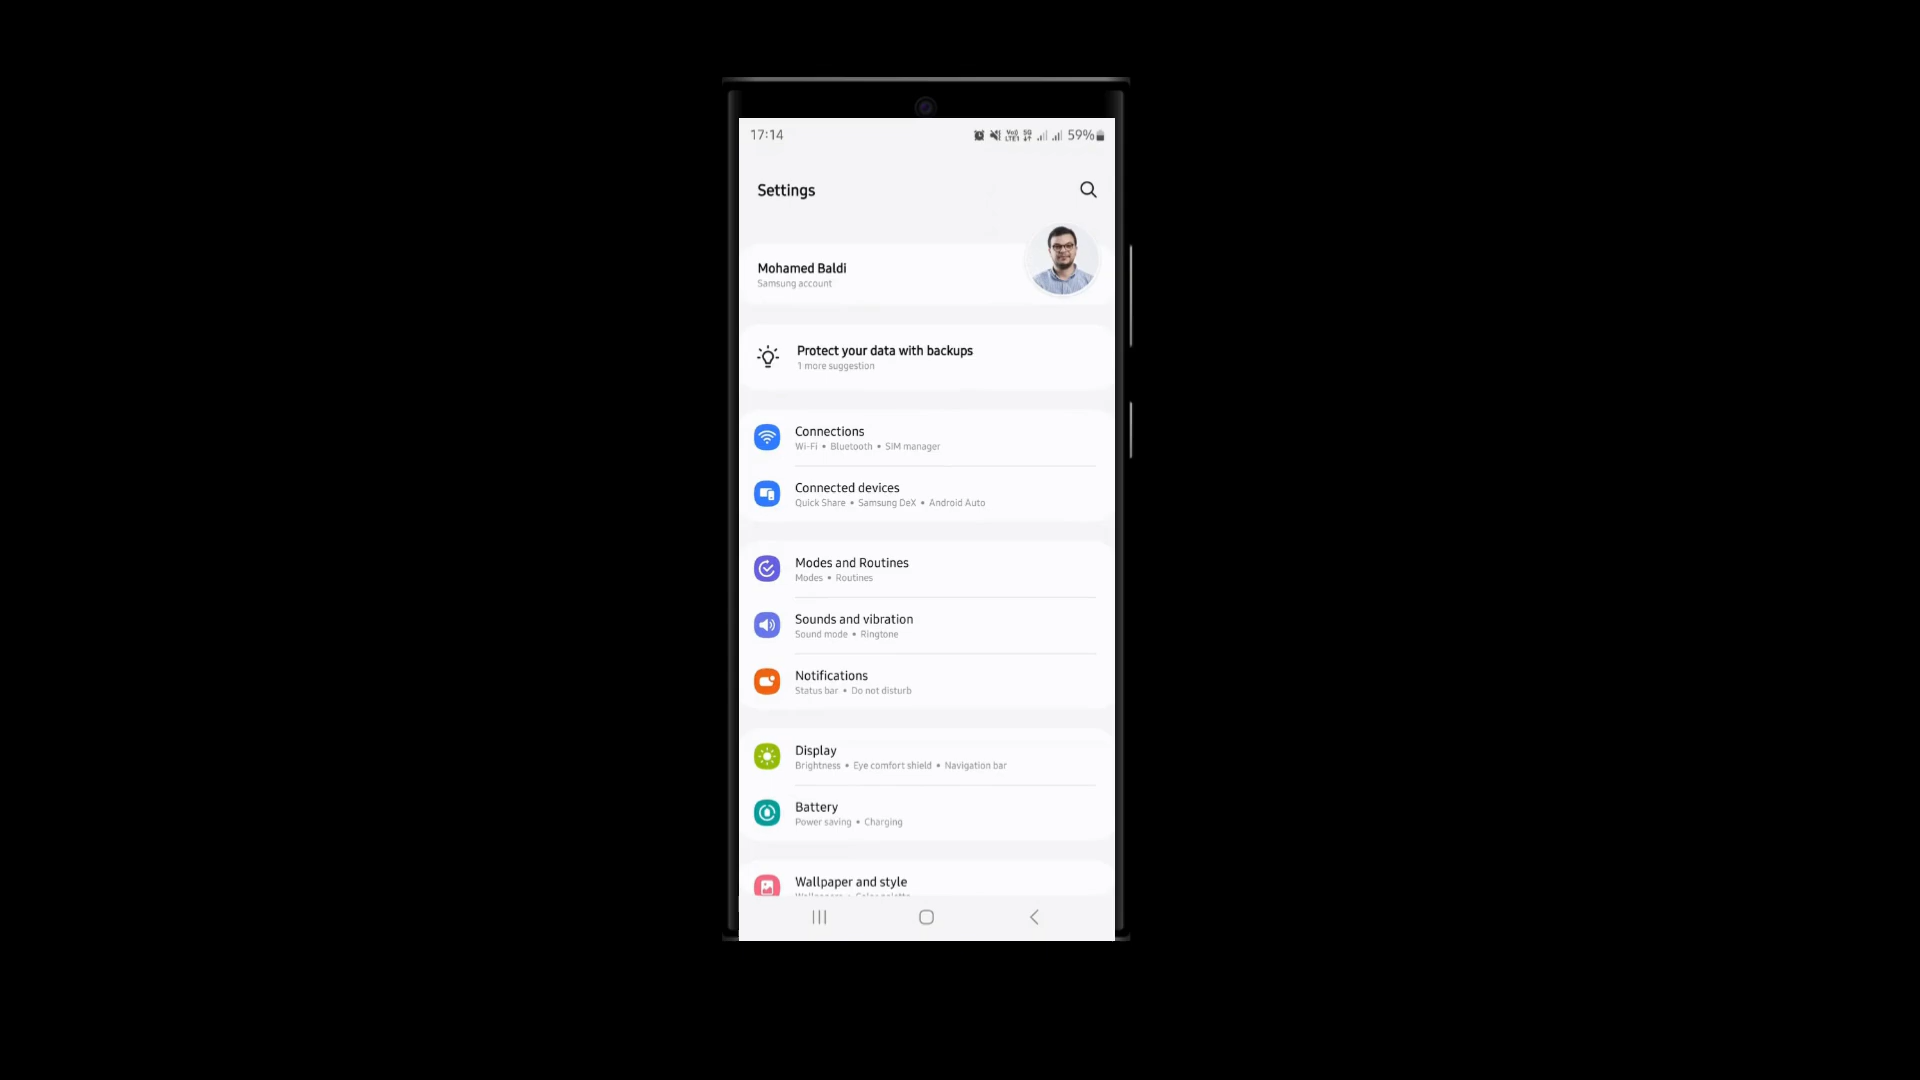 17:14 Vo) 5G LTE1 59%
Settings
Mohamed Baldi
Samsung account
Protect your data with backups
1 more suggestion
Connections
Wi-Fi • Bluetooth • SIM manager
Connected devices
Quick Share • Samsung DeX • Android Auto
Modes and Routines
Modes • Routines
Sounds and vibration
Sound mode • Ringtone
Notifications
Status bar • Do not disturb
Display
Brightness • Eye comfort shield • Navigation bar
Battery
Power saving • Charging
Wallpaper and style